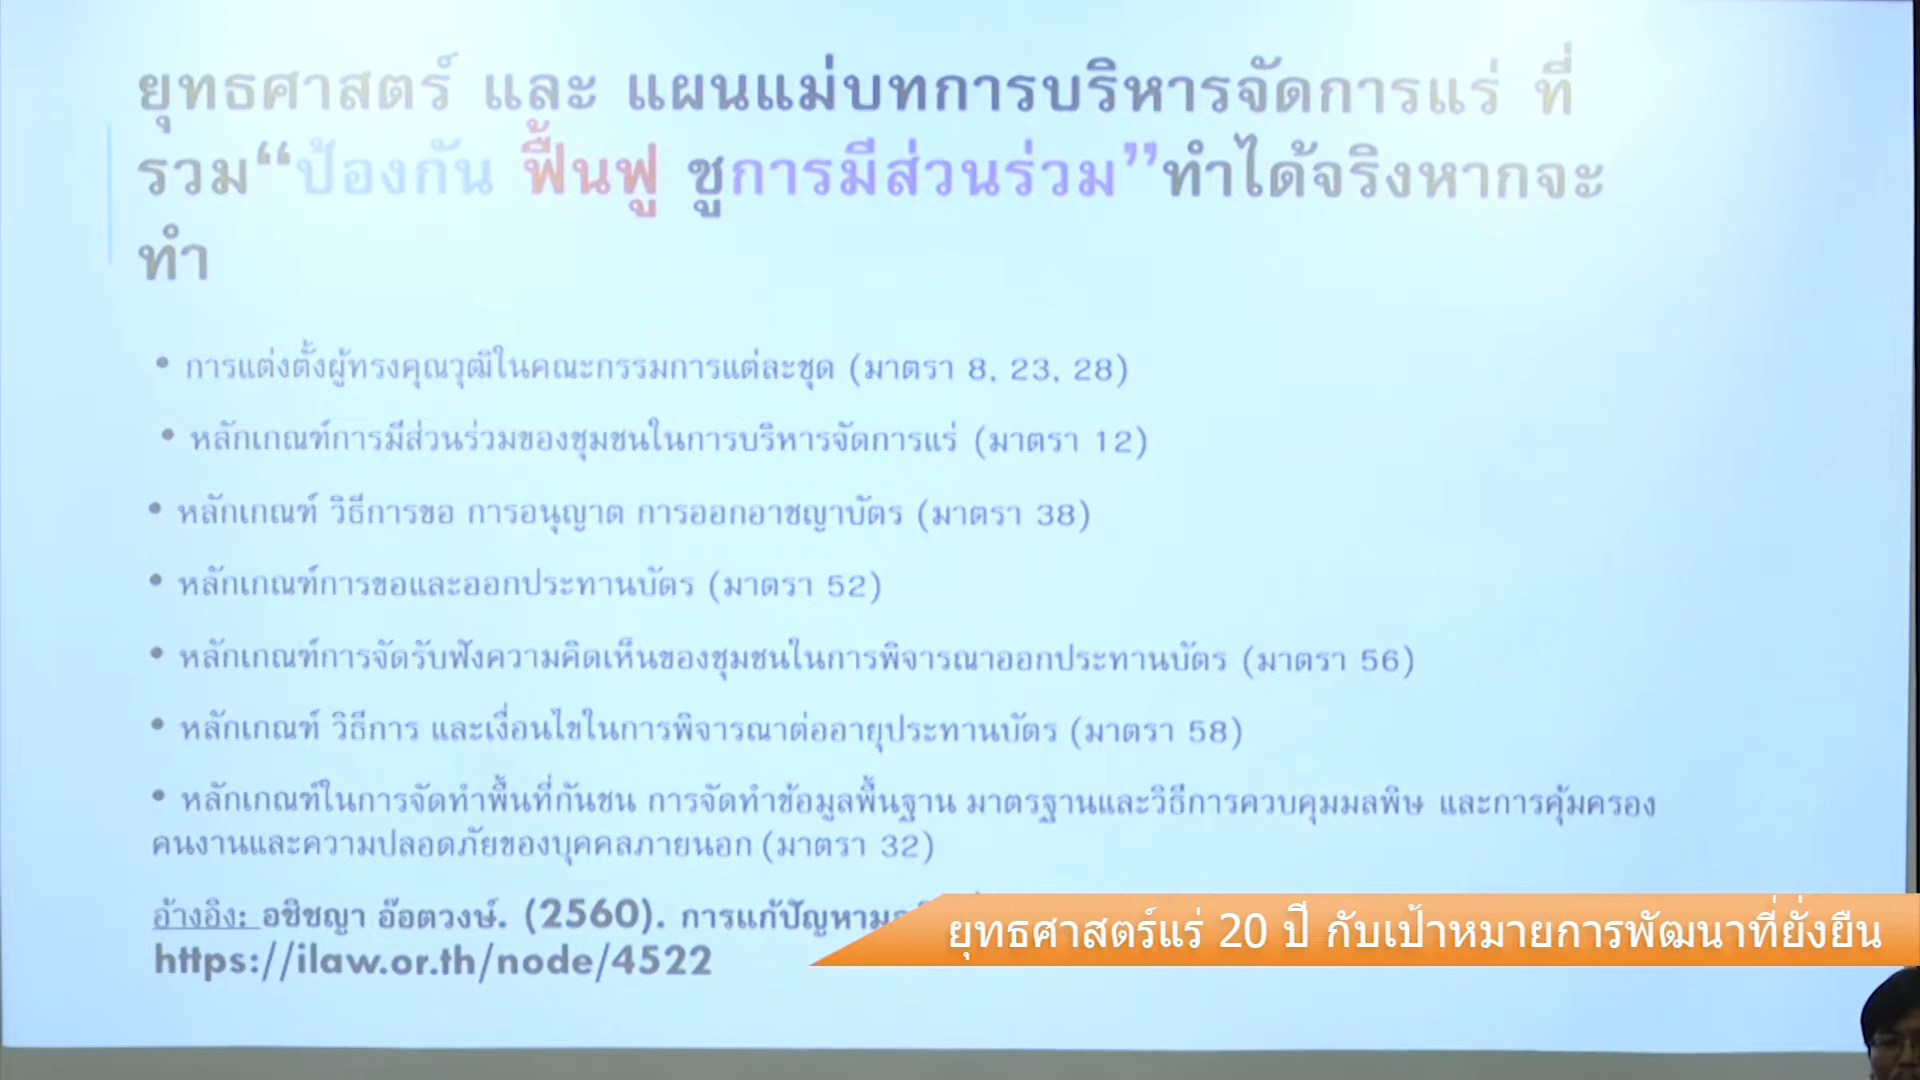 ยุทธศาสตร์ และ แผนแม่บทการบริหารจัดการแร่ ที่
รวม“ป้องกัน ฟื้นฟู ชูการมีส่วนร่วม”ทำได้จริงหากจะ
ทำ
• การแต่งตั้งผู้ทรงคุณวุฒิในคณะกรรมการแต่ละชุด (มาตรา 8, 23, 28)
• หลักเกณฑ์การมีส่วนร่วมของชุมชนในการบริหารจัดการแร่ (มาตรา 12)
• หลักเกณฑ์ วิธีการขอ การอนุญาต การออกอาชญาบัตร (มาตรา 38)
• หลักเกณฑ์การขอและออกประทานบัตร (มาตรา 52)
• หลักเกณฑ์การจัดรับฟังความคิดเห็นของชุมชนในการพิจารณาออกประทานบัตร (มาตรา 56)
• หลักเกณฑ์ วิธีการ และเงื่อนไขในการพิจารณาต่ออายุประทานบัตร (มาตรา 58)
• หลักเกณฑ์ในการจัดทำพื้นที่กันชน การจัดทำข้อมูลพื้นฐาน มาตรฐานและวิธีการควบคุมมลพิษ และการคุ้มครอง
คนงานและความปลอดภัยของบุคคลภายนอก (มาตรา 32)
อ้างอิง: อชิชญา อ๊อตวงษ์. (2560). การแก้ปัญหาม
https://ilaw.or.th/node/4522
ยุทธศาสตร์แร่ 20 ปี กับเป้าหมายการพัฒนาที่ยั่งยืน